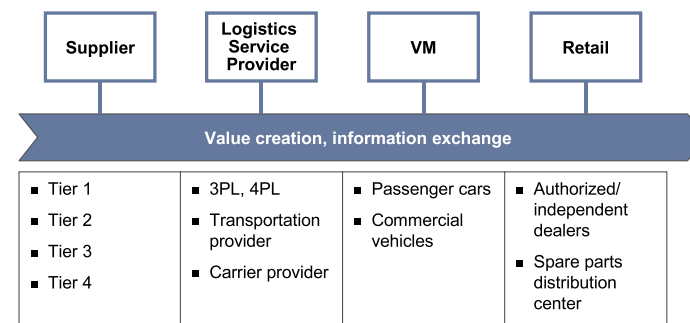 Supplier
Logistics
Service
Provider
VM
Retail
Value creation, information exchange
Tier 1
Tier 2
Tier 3
Tier 4
3PL, 4PL
Transportation
provider
Carrier provider
Passenger cars
Commercial
vehicles
Authorized/
independent
dealers
Spare parts
distribution
center